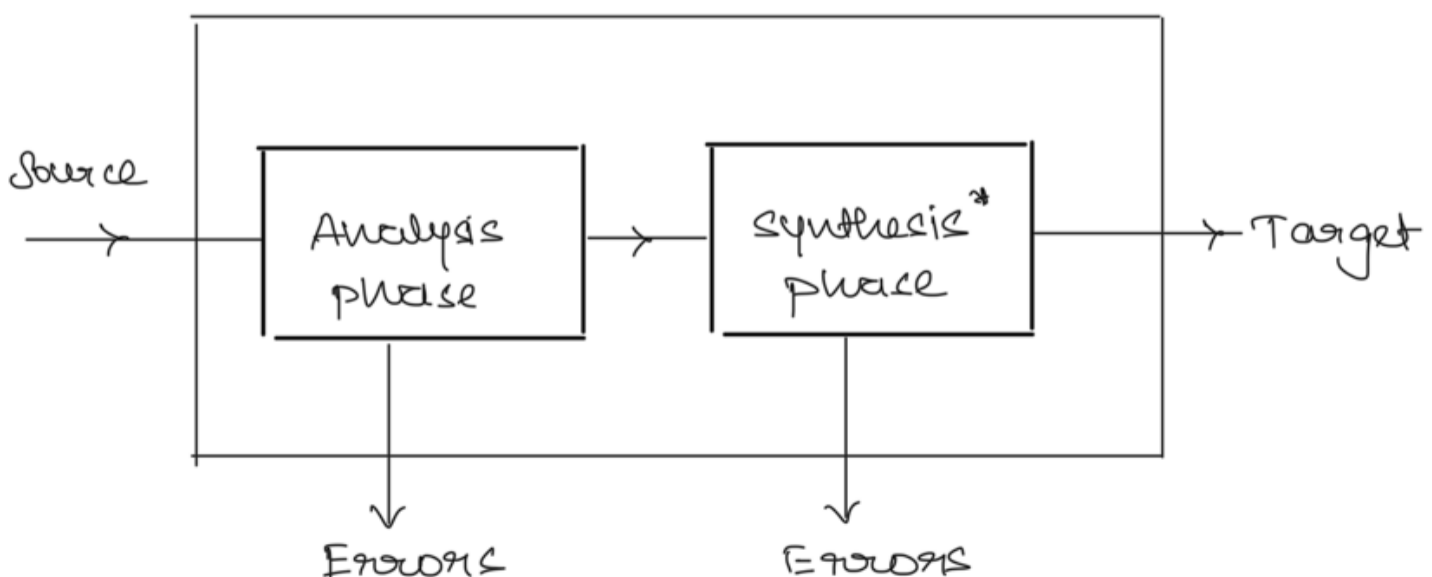 Source
Analysis
phase
synthesis*
phase
Target
Errors
Errors